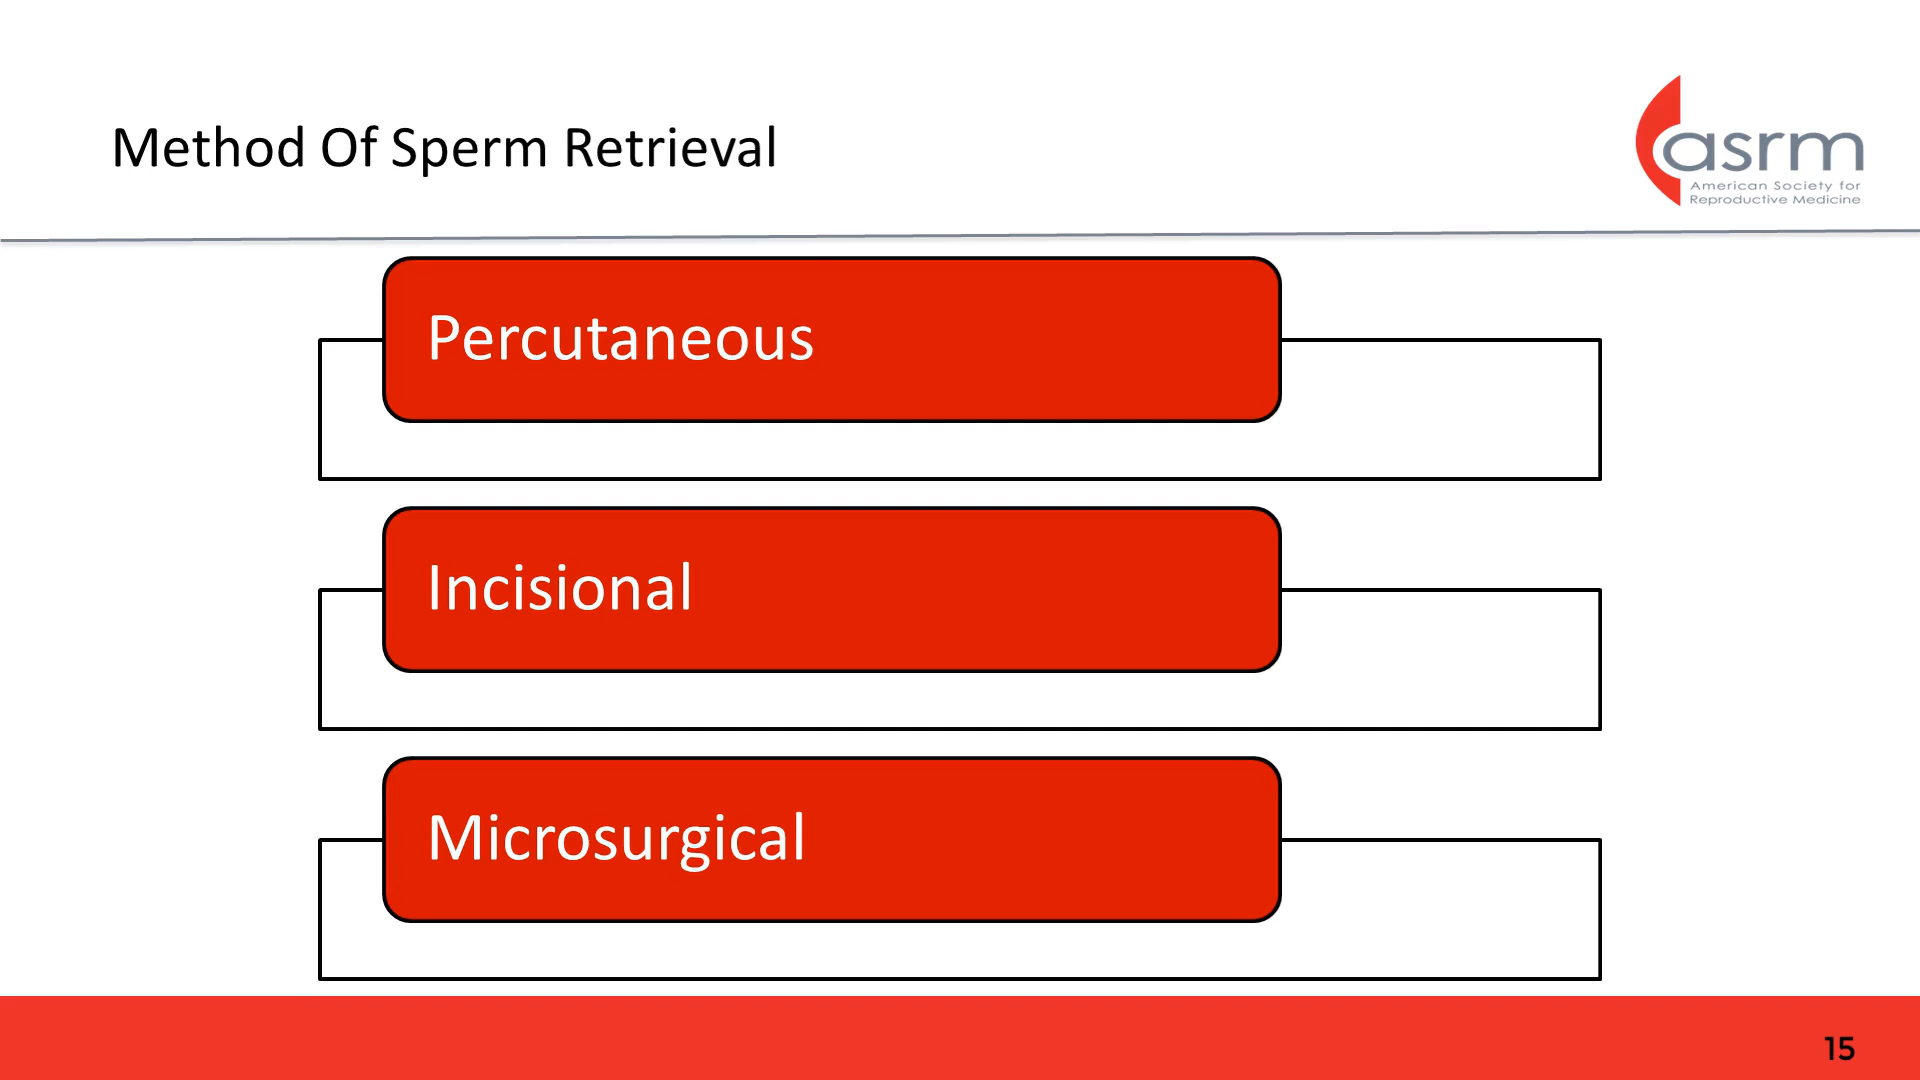 Method Of Sperm Retrieval
asrm
American Society for
Reproductive Medicine
Percutaneous
Incisional
Microsurgical
15